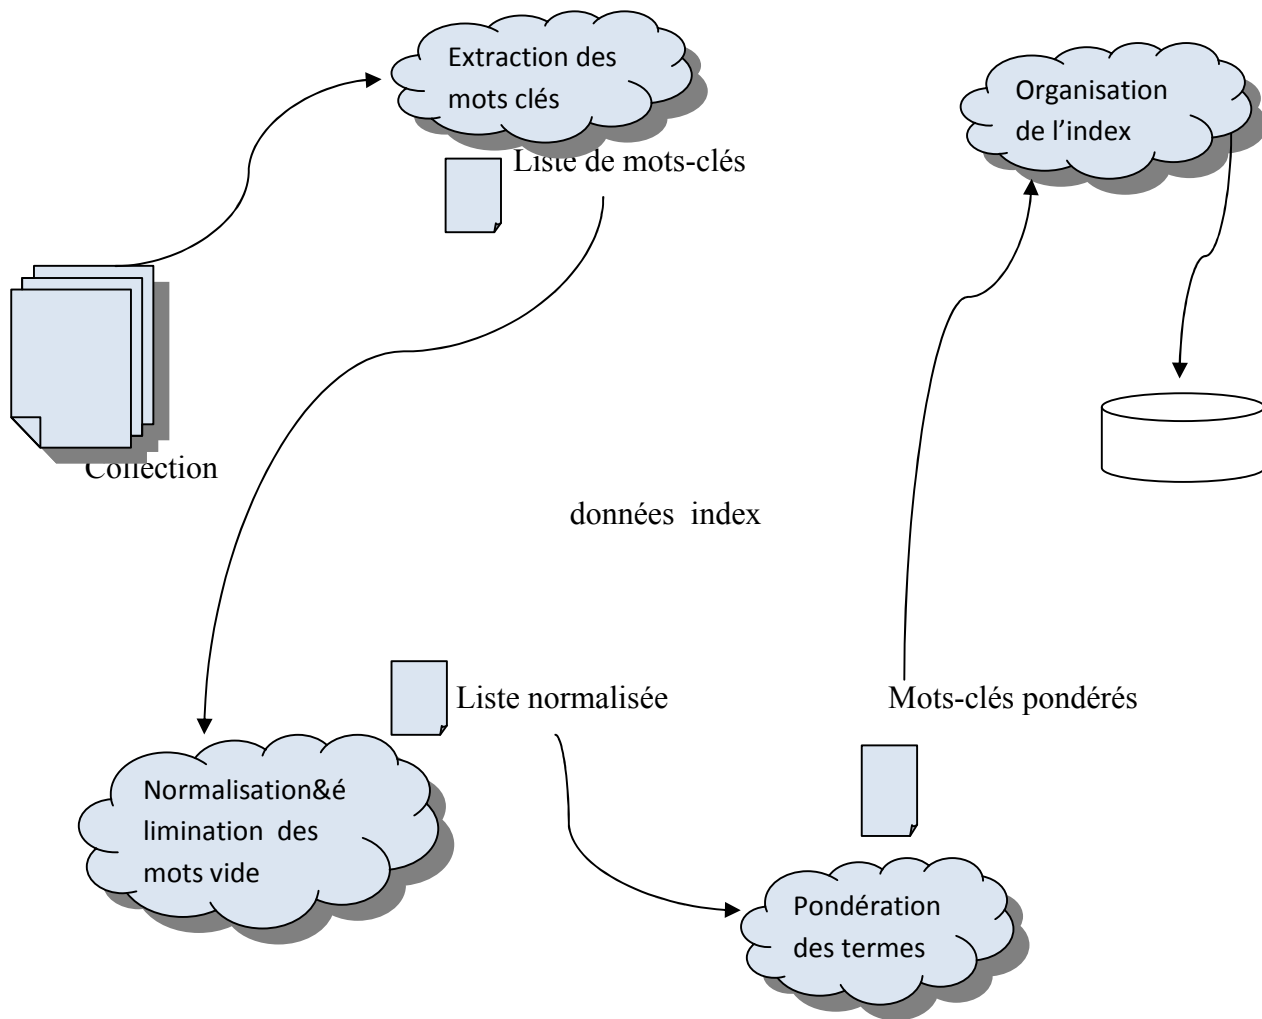 Extraction des
mots clés
Organisation
de l’index
Liste de mots-clés
Collection
données  index
Liste normalisée
Mots-clés pondérés
Normalisation&é
limination  des
mots vide
Pondération
des termes